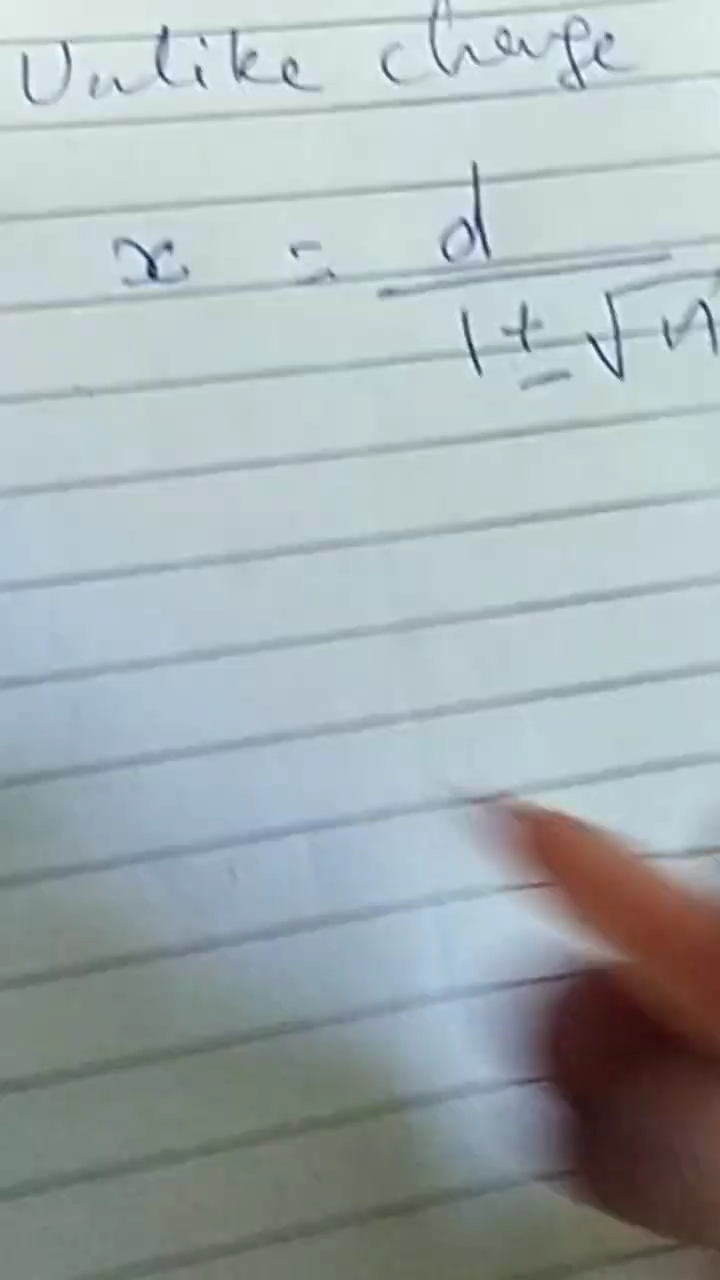 Unlike charge
x = d / 1 ± √n